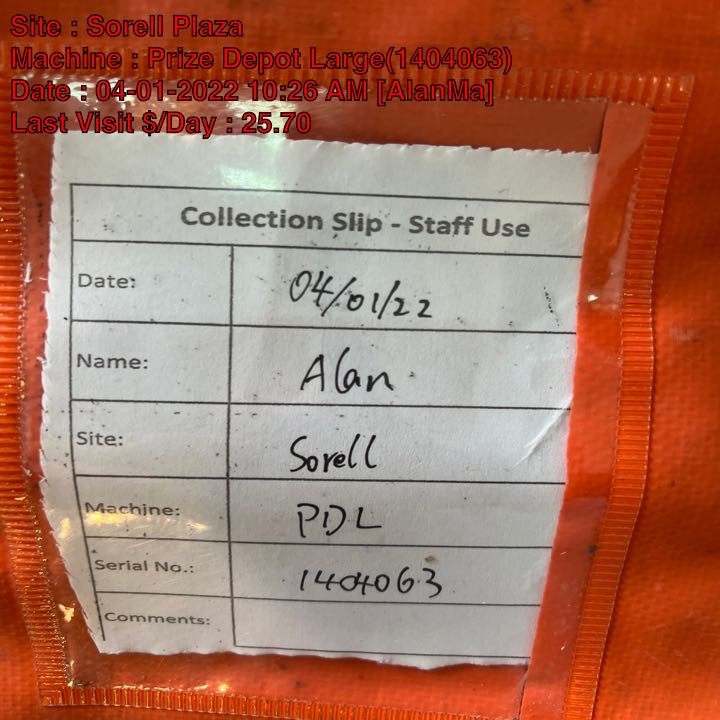 Site : Sorell Plaza
Machine : Prize Depot Large(1404063)
Date : 04-01-2022 10:26 AM [AlanMa]
Last Visit $/Day : 25.70
Collection Slip - Staff Use
Date: 04/01/22
Name: Alan
Site: Sorell
Machine: PDL
Serial No.: 1404063
Comments: